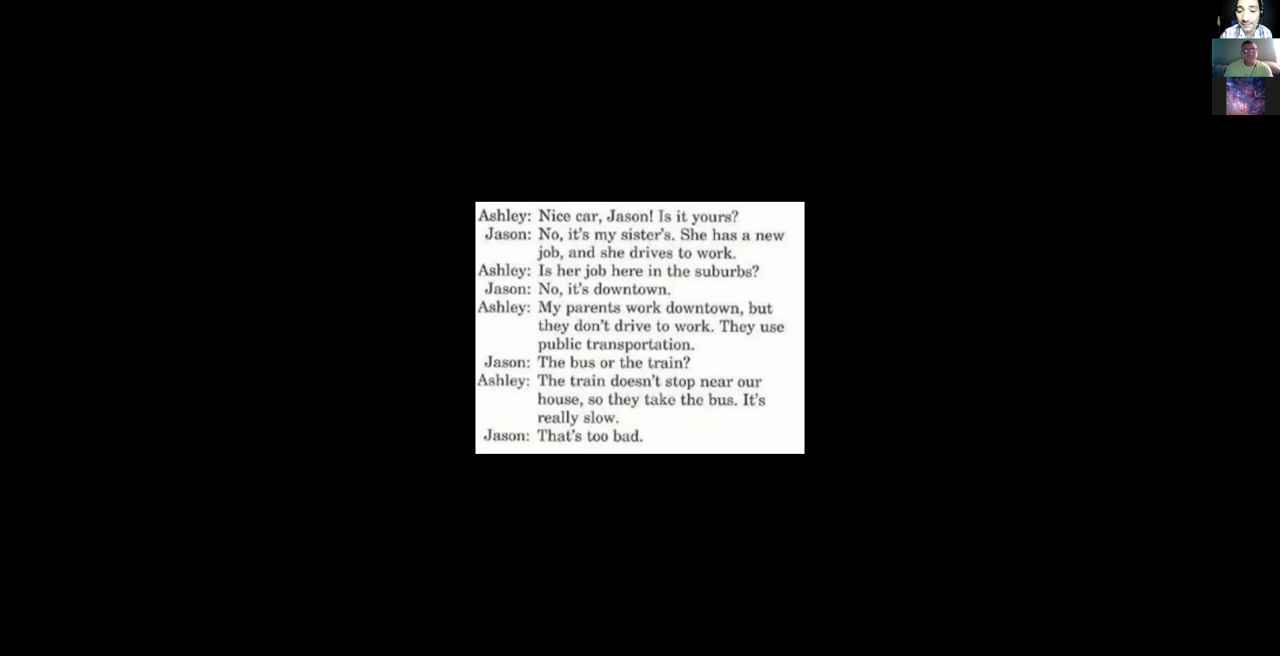 Ashley: Nice car, Jason! Is it yours?
Jason: No, it's my sister's. She has a new
job, and she drives to work.
Ashley: Is her job here in the suburbs?
Jason: No, it's downtown.
Ashley: My parents work downtown, but
they don't drive to work. They use
public transportation.
Jason: The bus or the train?
Ashley: The train doesn't stop near our
house, so they take the bus. It's
really slow.
Jason: That's too bad.